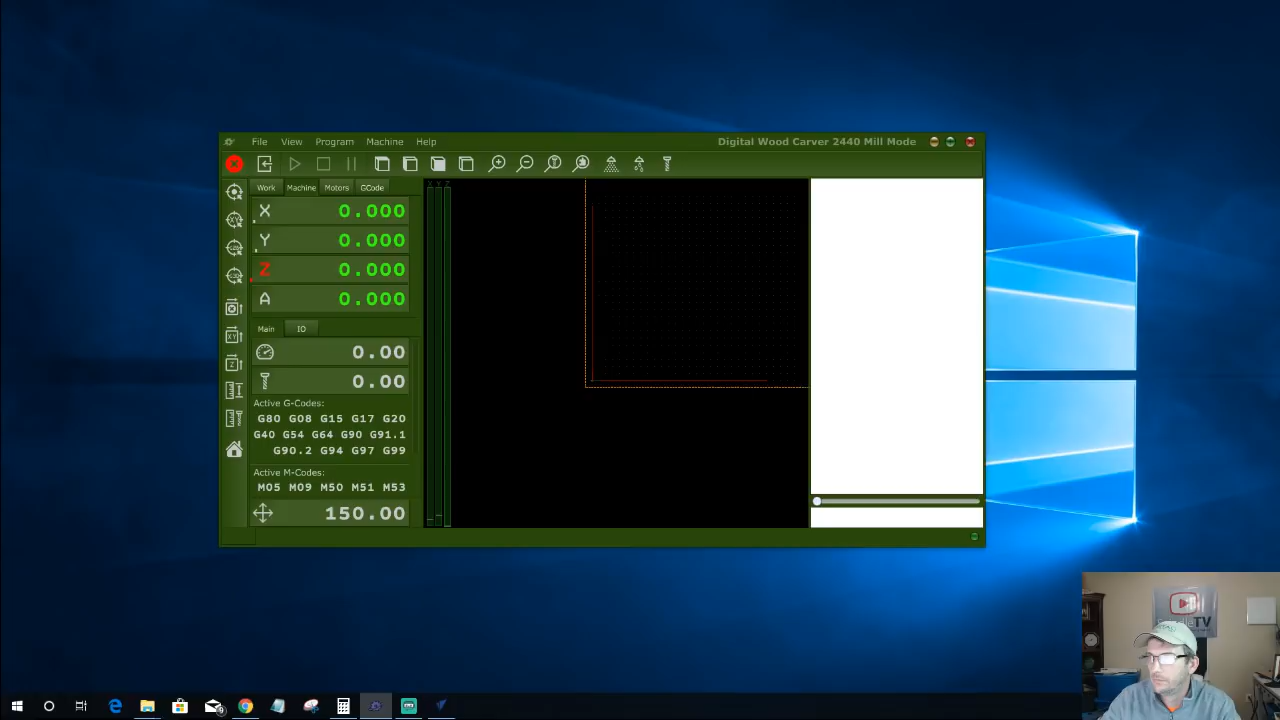 File View Program Machine Help Digital Wood Carver 2440 Mill Mode
Work Machine Motors GCode
X 0.000
Y 0.000
Z 0.000
A 0.000
Main IO
0.00
0.00
Active G-Codes:
G80 G08 G15 G17 G20
G40 G54 G64 G90 G91.1
G90.2 G94 G97 G99
Active M-Codes:
M05 M09 M50 M51 M53
150.00
TV